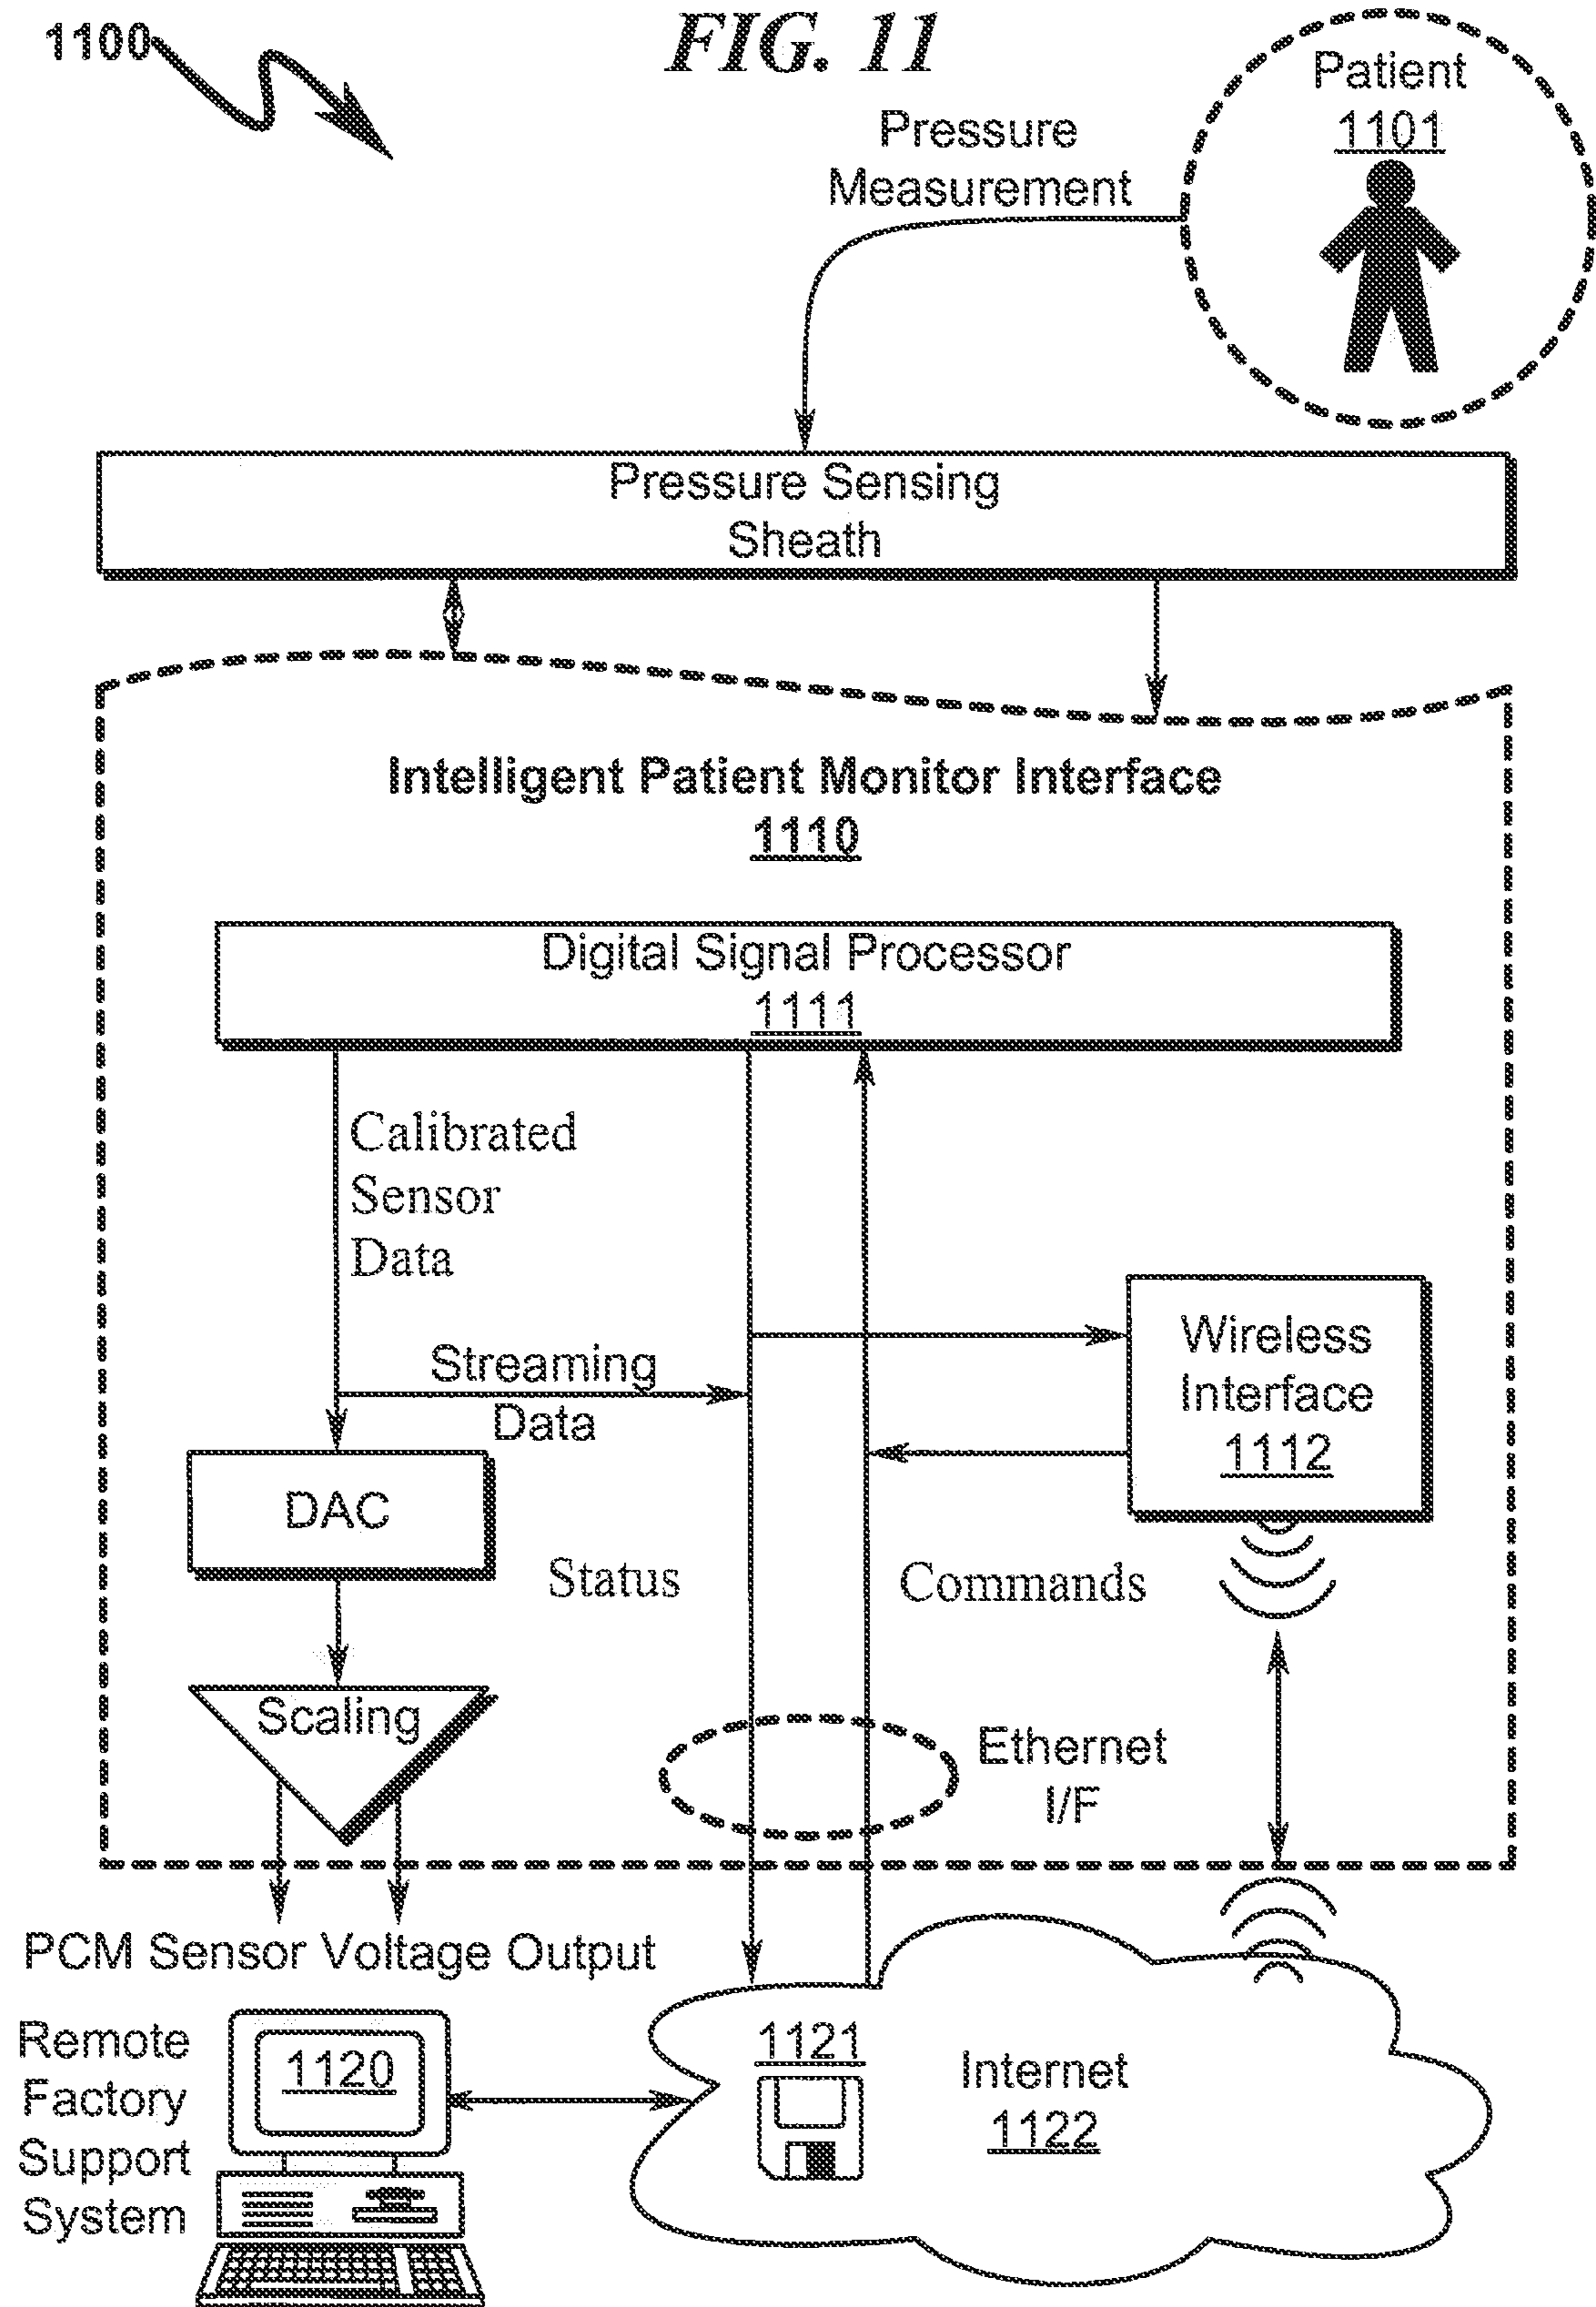 1100
FIG. 11
Patient
1101
Pressure
Measurement
Pressure Sensing
Sheath
Intelligent Patient Monitor Interface
1110
Digital Signal Processor
1111
Calibrated
Sensor
Data
Streaming
Data
Wireless
Interface
1112
DAC
Status
Commands
Scaling
Ethernet
I/F
PCM Sensor Voltage Output
Remote
Factory
Support
System
1120
1121
Internet
1122